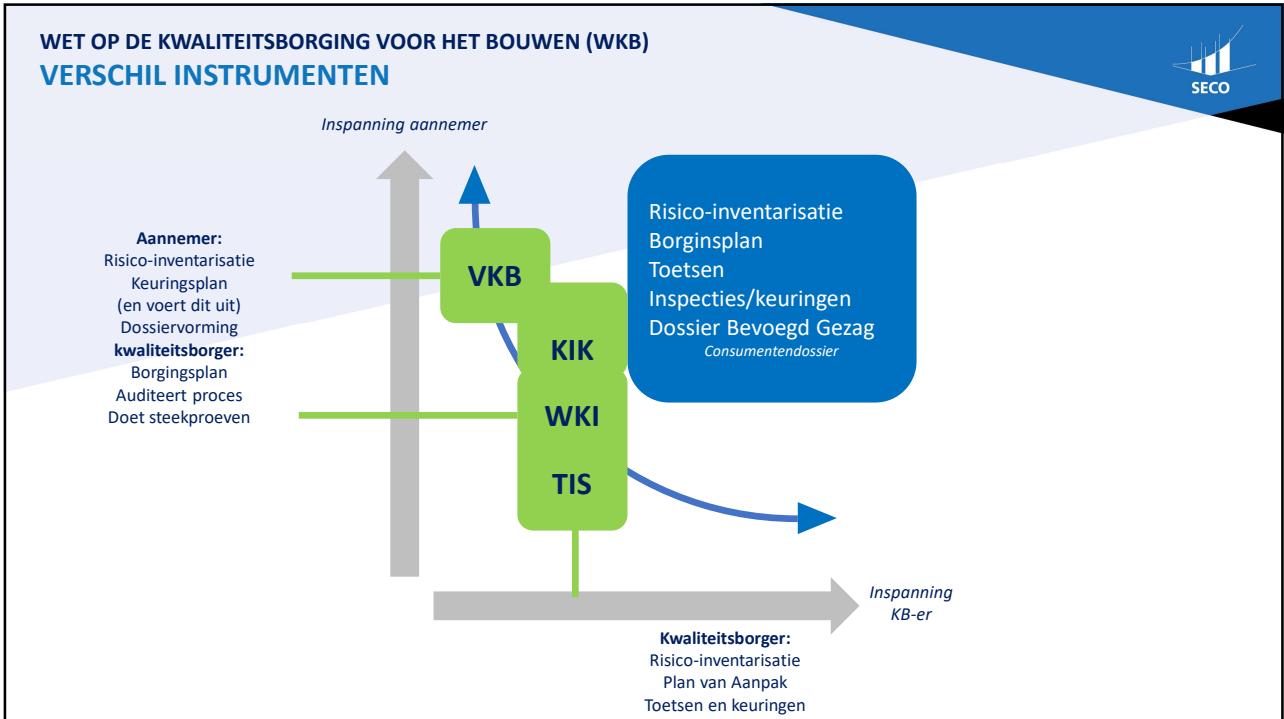 WET OP DE KWALITEITSBORGING VOOR HET BOUWEN (WKB)
VERSCHIL INSTRUMENTEN
SECO
Inspanning aannemer
Aannemer:
Risico-inventarisatie
Keuringsplan
(en voert dit uit)
Dossiervorming
kwaliteitsborger:
Borgingsplan
Auditeert proces
Doet steekproeven
VKB
KIK
WKI
TIS
Risico-inventarisatie
Borginsplan
Toetsen
Inspecties/keuringen
Dossier Bevoegd Gezag
Consumentendossier
Inspanning
KB-er
Kwaliteitsborger:
Risico-inventarisatie
Plan van Aanpak
Toetsen en keuringen